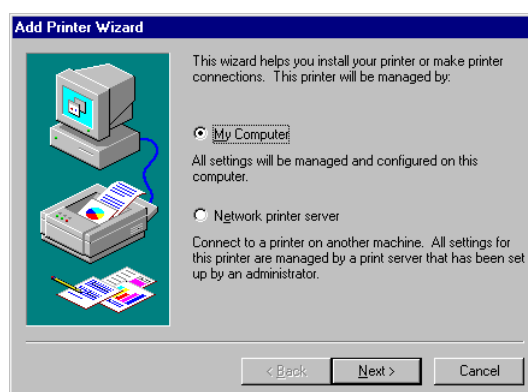 Add Printer Wizard
This wizard helps you install your printer or make printer
connections. This printer will be managed by:
My Computer
All settings will be managed and configured on this
computer.
Network printer server
Connect to a printer on another machine. All settings for
this printer are managed by a print server that has been set
up by an administrator.
< Back
Next >
Cancel